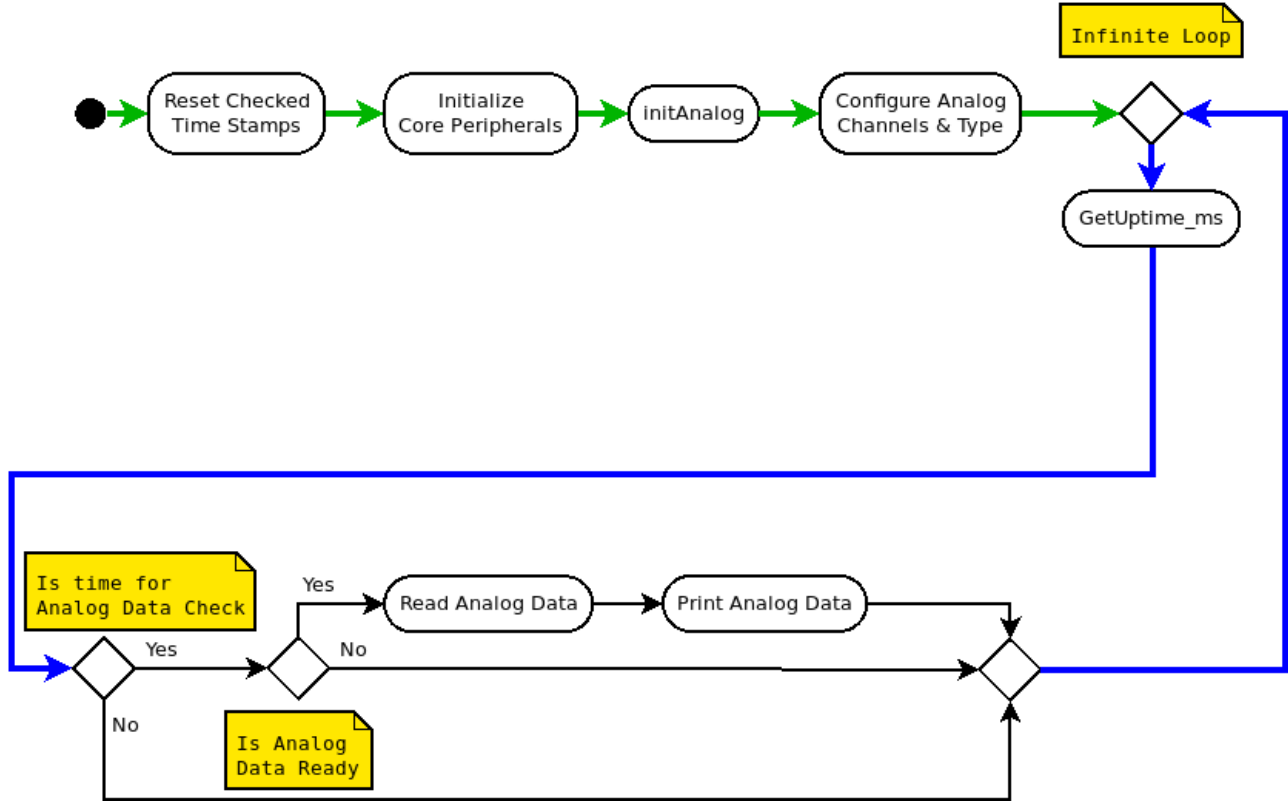 Infinite Loop
Reset Checked
Time Stamps
Initialize
Core Peripherals
initAnalog
Configure Analog
Channels & Type
GetUptime_ms
Is time for
Analog Data Check
Yes
Read Analog Data
Print Analog Data
Yes
No
No
Is Analog
Data Ready